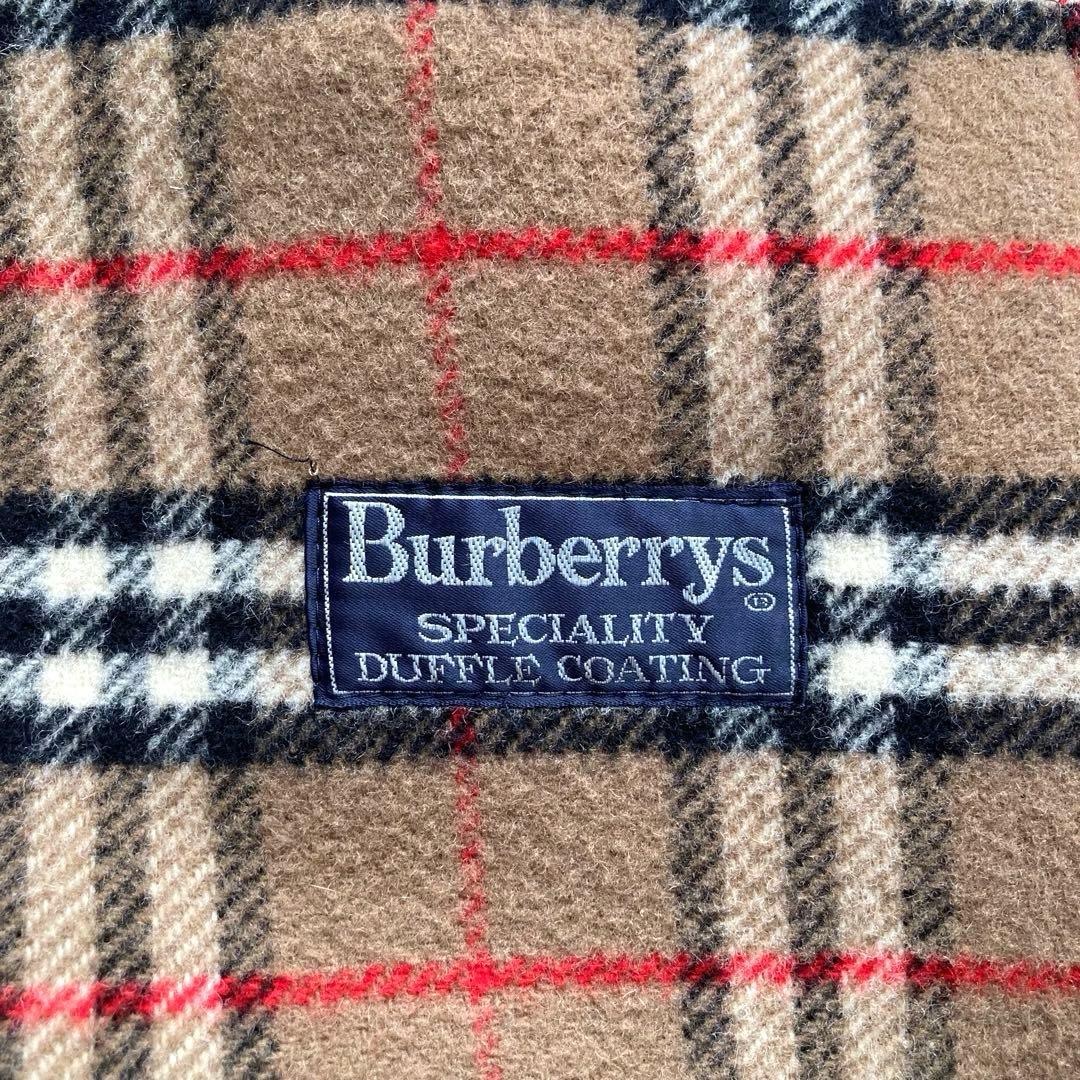 Burberrys
SPECIALITY
DUFFLE COATING